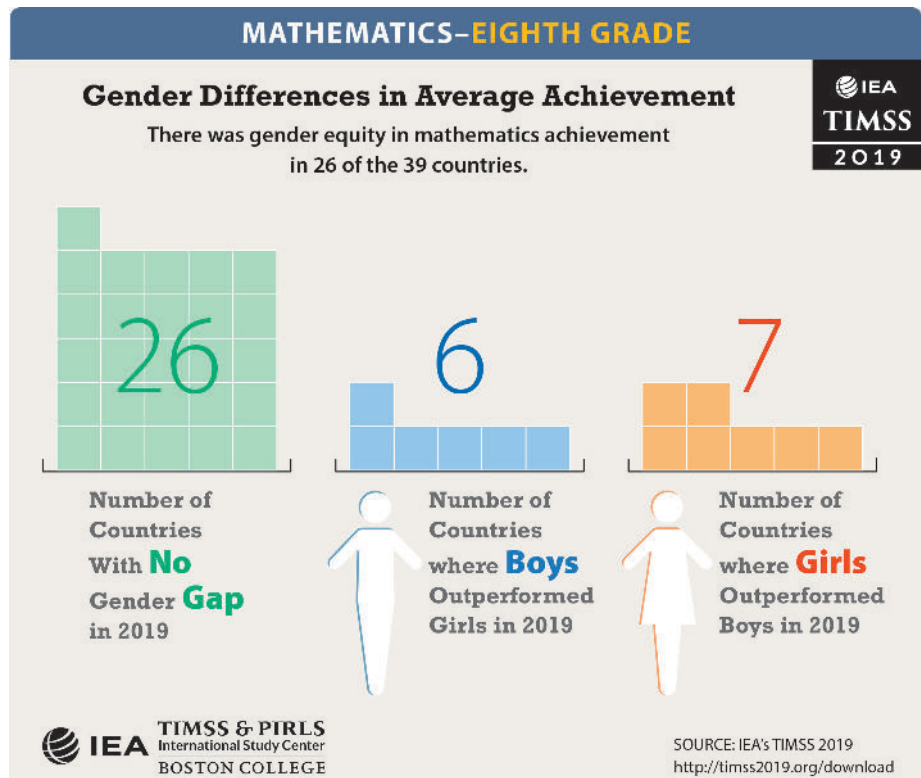 MATHEMATICS–EIGHTH GRADE
Gender Differences in Average Achievement
There was gender equity in mathematics achievement
in 26 of the 39 countries.
IEA
TIMSS
2019
26
6
7
Number of
Countries
With No
Gender Gap
in 2019
Number of
Countries
where Boys
Outperformed
Girls in 2019
Number of
Countries
where Girls
Outperformed
Boys in 2019
IEA
TIMSS & PIRLS
International Study Center
BOSTON COLLEGE
SOURCE: IEA's TIMSS 2019
http://timss2019.org/download